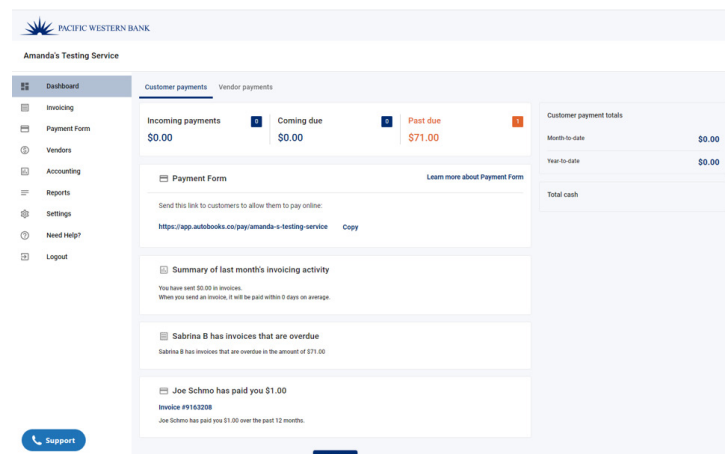 PACIFIC WESTERN BANK
Amanda's Testing Service
Dashboard
Invoicing
Payment Form
Vendors
Accounting
Reports
Settings
Need Help?
Logout
Support
Customer payments Vendor payments
Incoming payments 0 Coming due 0 Past due 1
$0.00 $0.00 $71.00
Payment Form Learn more about Payment Form
Send this link to customers to allow them to pay online:
https://app.autobooks.co/pay/amanda-s-testing-service Copy
Summary of last month's invoicing activity
You have sent $0.00 in invoices.
When you send an invoice, it will be paid within 0 days on average.
Sabrina B has invoices that are overdue
Sabrina B has invoices that are overdue in the amount of $71.00
Joe Schmo has paid you $1.00
Invoice #9163208
Joe Schmo has paid you $1.00 over the past 12 months.
Customer payment totals
Month-to-date $0.00
Year-to-date $0.00
Total cash